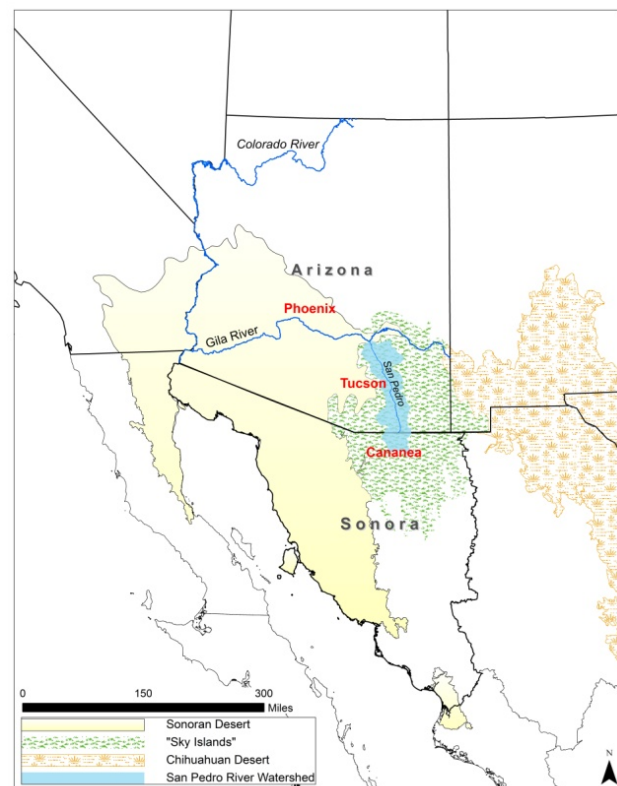 Colorado River
Arizona
Phoenix
Gila River
Tucson
San Pedro
Cananea
Sonora
0 150 300
Miles
Sonoran Desert
"Sky Islands"
Chihuahuan Desert
San Pedro River Watershed
N